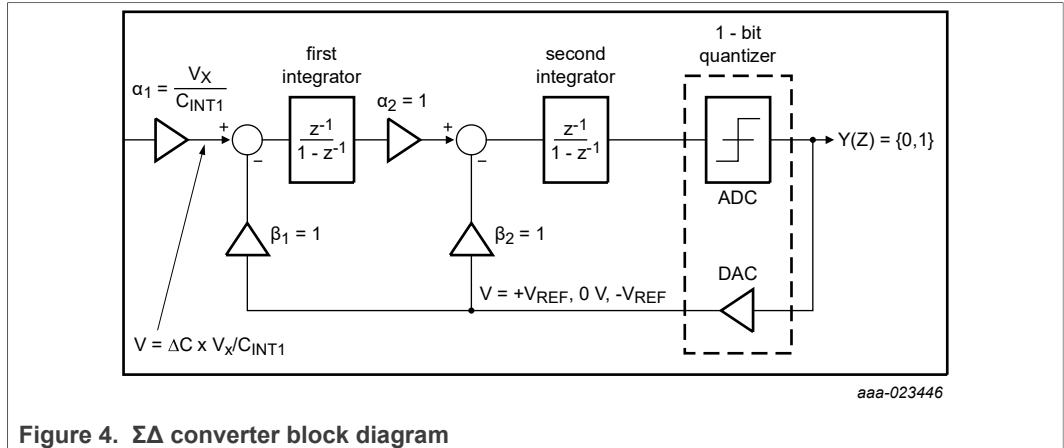 1 - bit
quantizer
first
integrator
second
integrator
α1 = VX
CINT1
α2 = 1
+
−
z-1
1 - z-1
+
−
z-1
1 - z-1
Y(Z) = {0,1}
ADC
β1 = 1
β2 = 1
DAC
V = +VREF, 0 V, -VREF
V = ΔC x Vx/CINT1
aaa-023446
Figure 4. ΣΔ converter block diagram